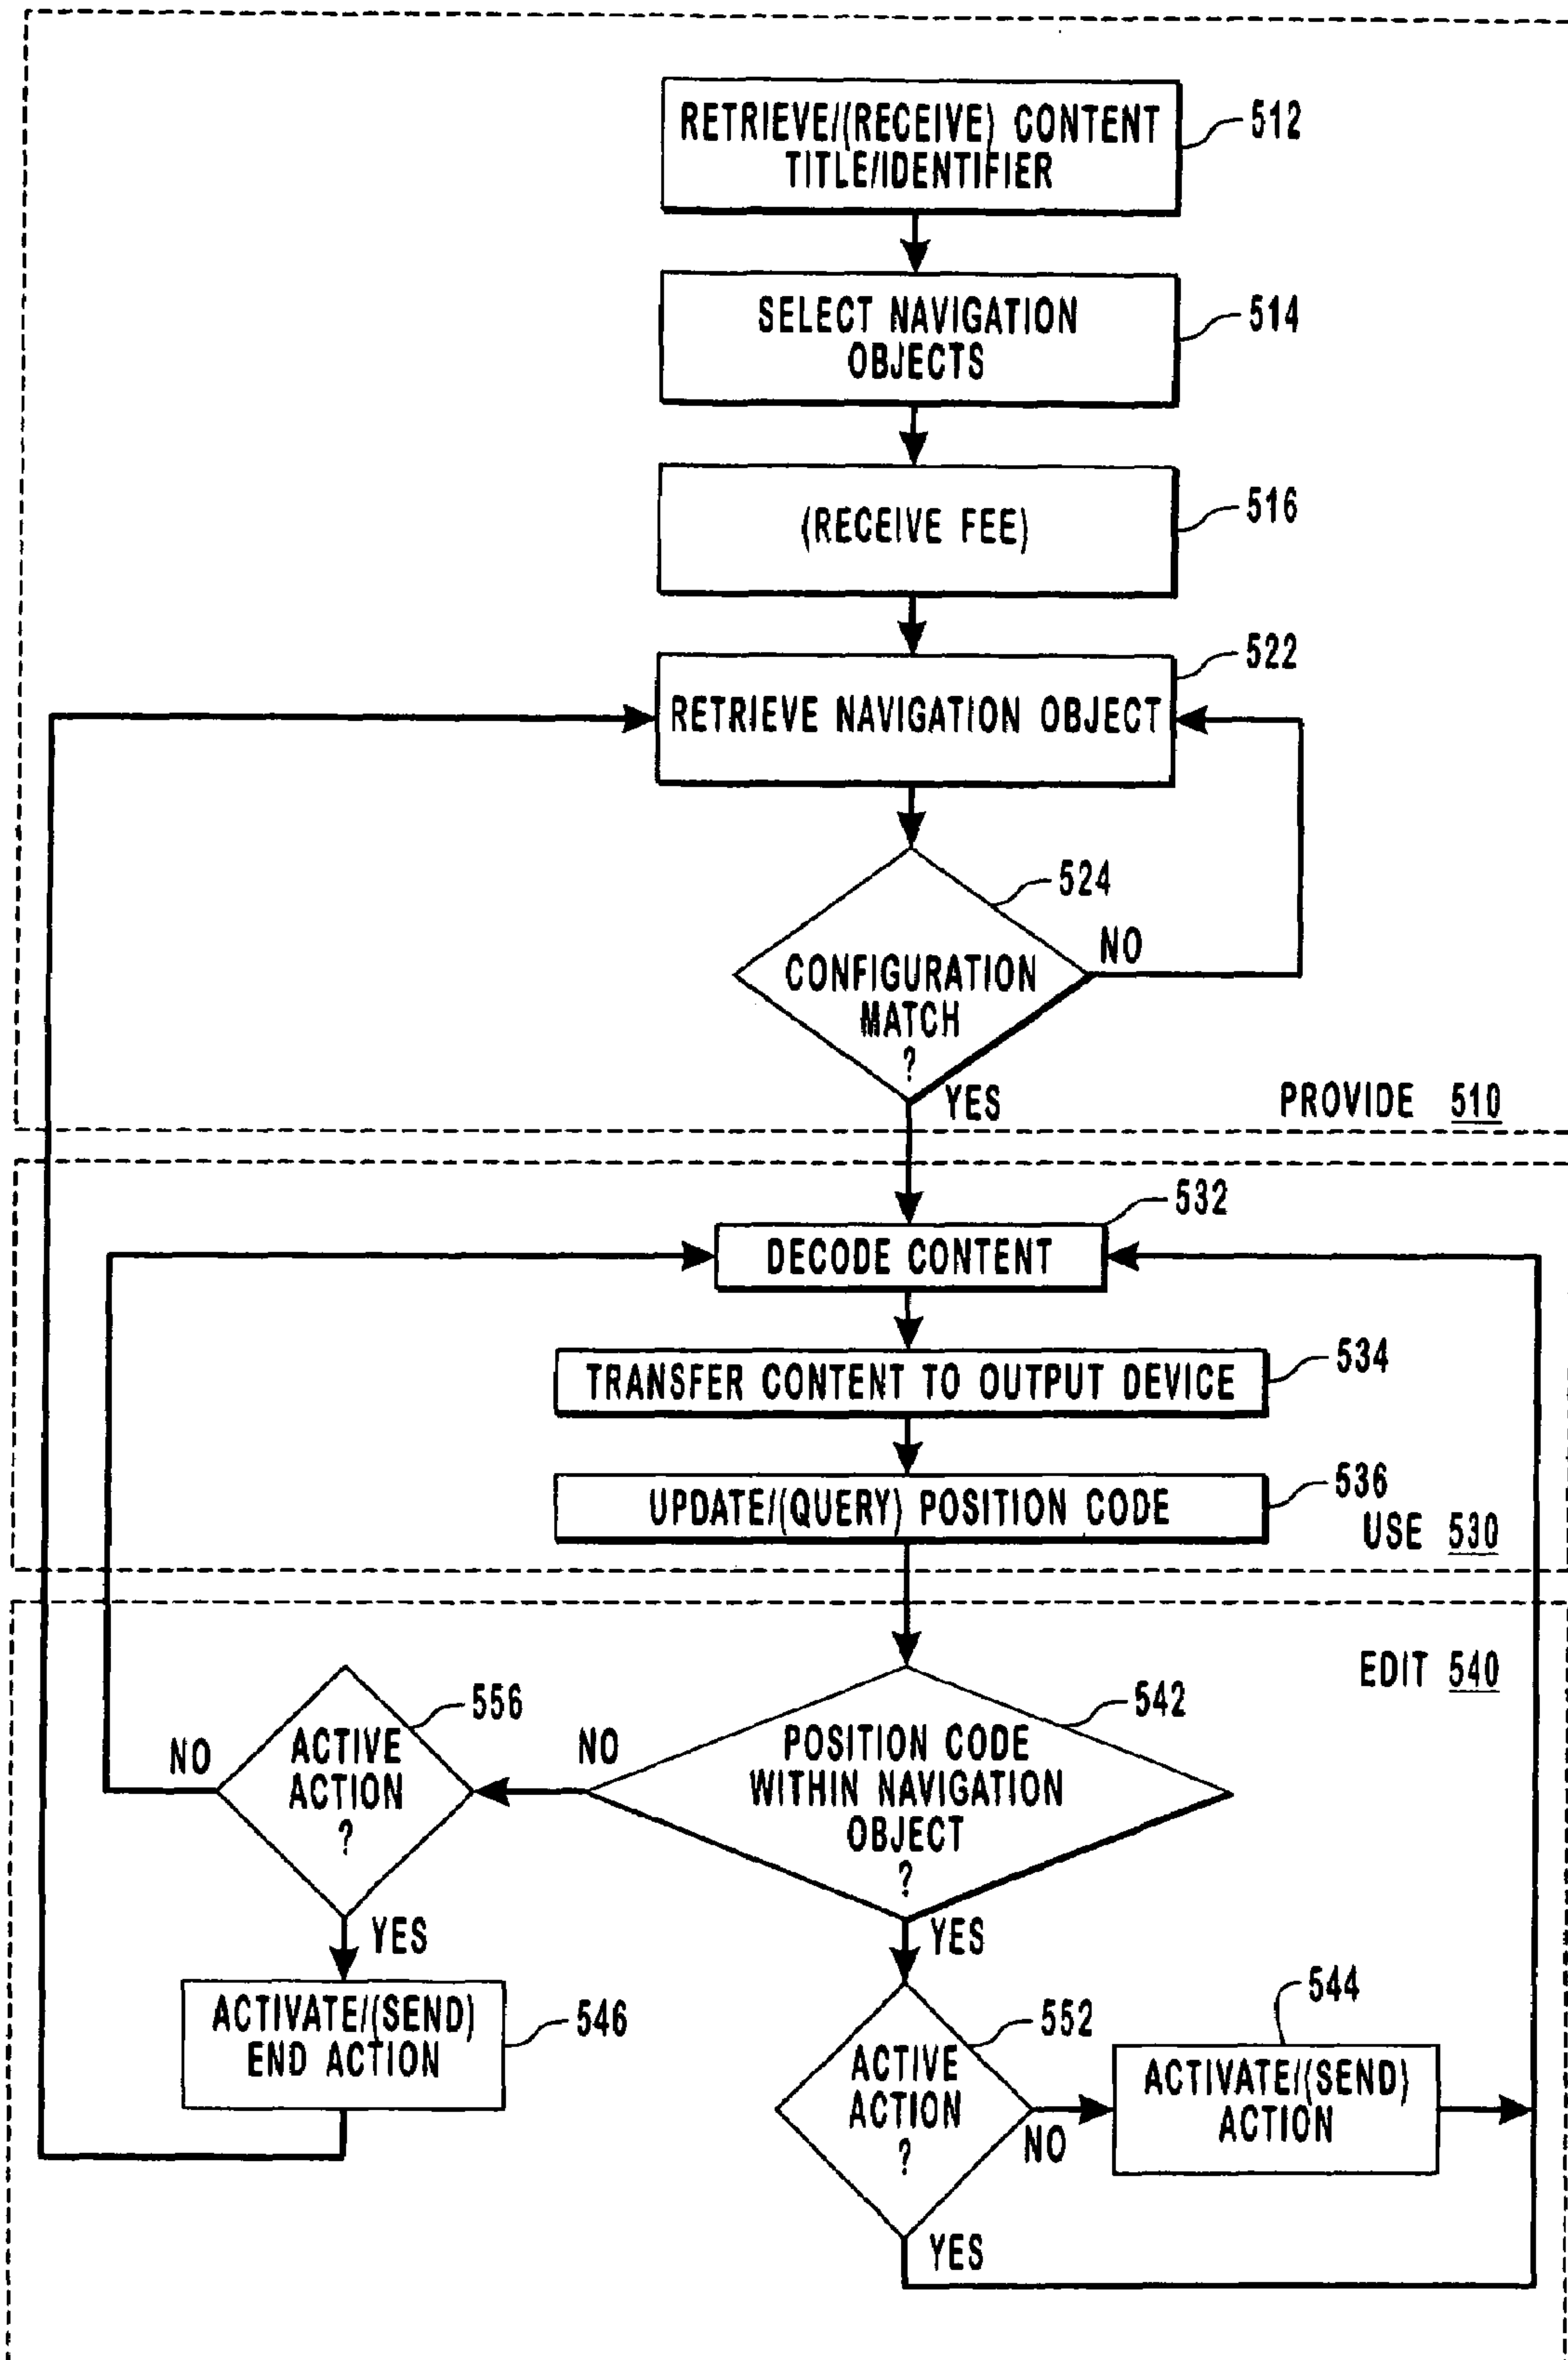 RETRIEVE/(RECEIVE) CONTENT
TITLE/IDENTIFIER
512
SELECT NAVIGATION
OBJECTS
514
(RECEIVE FEE)
516
522
RETRIEVE NAVIGATION OBJECT
524
CONFIGURATION
MATCH
?
NO
YES
PROVIDE 510
532
DECODE CONTENT
TRANSFER CONTENT TO OUTPUT DEVICE
534
UPDATE/(QUERY) POSITION CODE
536
USE 530
EDIT 540
542
POSITION CODE
WITHIN NAVIGATION
OBJECT
?
NO
YES
556
ACTIVE
ACTION
?
NO
YES
ACTIVATE/(SEND)
END ACTION
546
552
ACTIVE
ACTION
?
NO
YES
544
ACTIVATE/(SEND)
ACTION